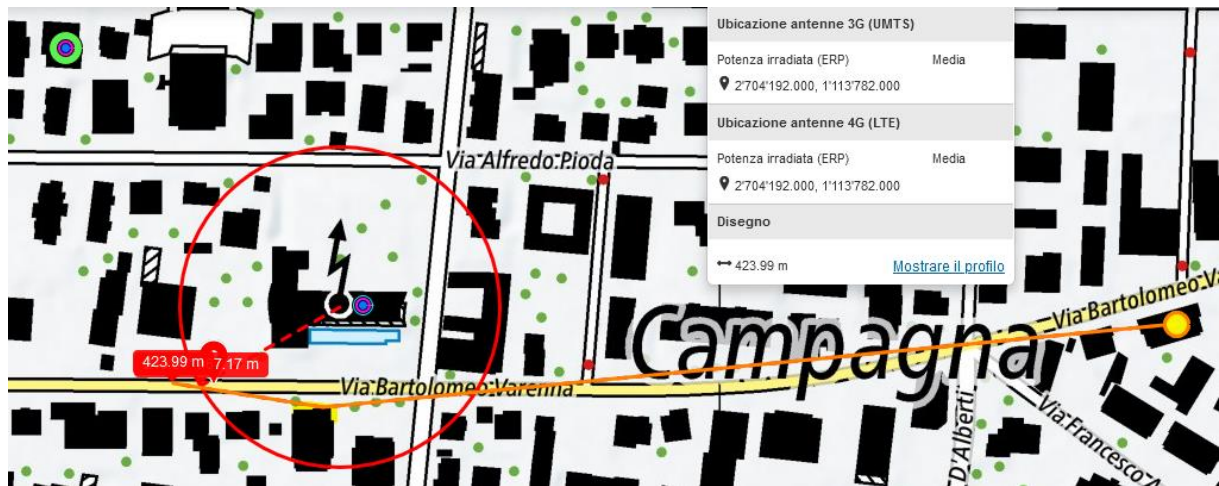 Ubicazione antenne 3G (UMTS)
Potenza irradiata (ERP) Media
2'704'192.000, 1'113'782.000
Ubicazione antenne 4G (LTE)
Potenza irradiata (ERP) Media
2'704'192.000, 1'113'782.000
Disegno
423.99 m Mostrare il profilo
Via Alfredo Pioda
Via Bartolomeo Va
Campagna
423.99 m 7.17 m
Via Bartolomeo Varenna
D'Alberti
Via Francesco